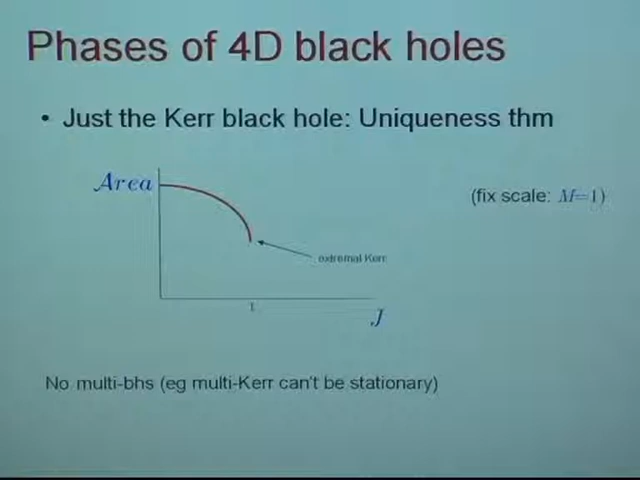 Phases of 4D black holes
• Just the Kerr black hole: Uniqueness thm
Area
(fix scale: M=1)
extremal Kerr
1
J
No multi-bhs (eg multi-Kerr can't be stationary)